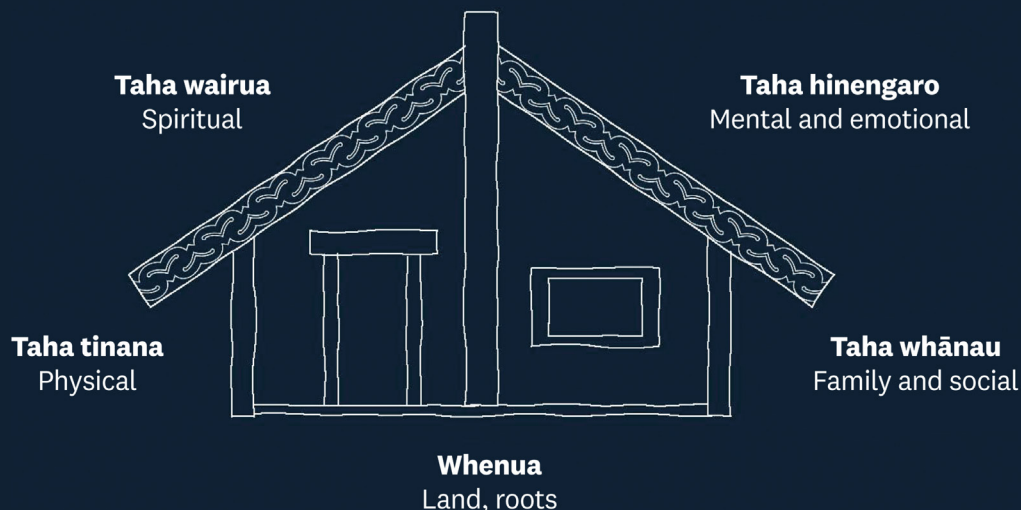 Taha wairua
Spiritual
Taha hinengaro
Mental and emotional
Taha tinana
Physical
Taha whānau
Family and social
Whenua
Land, roots